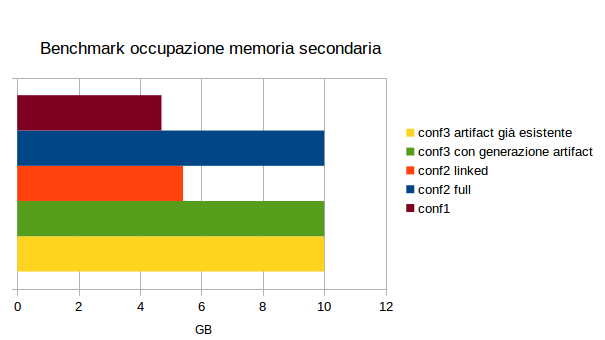 Benchmark occupazione memoria secondaria
conf3 artifact già esistente
conf3 con generazione artifact
conf2 linked
conf2 full
conf1
0 2 4 6 8 10 12
GB